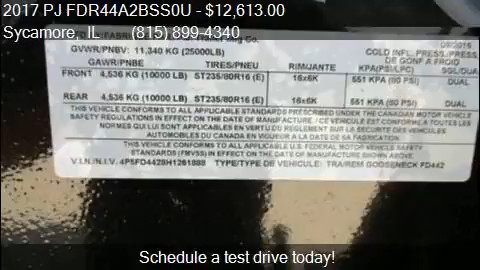 2017 PJ FDR44A2BSS0U - $12,613.00
Sycamore, IL (815) 899-4340
GVWR/PNBV: 11,340 KG (25000LB)
GAWR/PNBE TIRES/PNEU RIM/JANTE COLD INFL. PRESS./PRESS. DE GONF A FROID KPA(PSI/LPC) SGL/DUAL
FRONT 4,536 KG (10000 LB) ST235/80R16 (E) 16x6K 551 KPA (80 PSI) DUAL
REAR 4,536 KG (10000 LB) ST235/80R16 (E) 16x6K 551 KPA (80 PSI) DUAL
THIS VEHICLE CONFORMS TO ALL APPLICABLE STANDARDS PRESCRIBED UNDER THE CANADIAN MOTOR VEHICLE
SAFETY REGULATIONS IN EFFECT ON THE DATE OF MANUFACTURE / CE VEHICULE EST CONFORME A TOUTES LES
NORMES QUI LUI SONT APPLICABLES EN VERTU DU REGLEMENT SUR LA SECURITE DES VEHICULES
AUTOMOBILES DU CANADA EN VIGUEUR A LA DATE DE SA FABRICATION
THIS VEHICLE CONFORMS TO ALL APPLICABLE U.S. FEDERAL MOTOR VEHICLE SAFETY
STANDARDS (FMVSS) IN EFFECT ON THE DATE OF MANUFACTURE SHOWN ABOVE.
V.I.N./N.I.V. 4P5FD4428H1261888 TYPE/TYPE DE VEHICULE: TRA/REM GOOSENECK FD442
Schedule a test drive today!